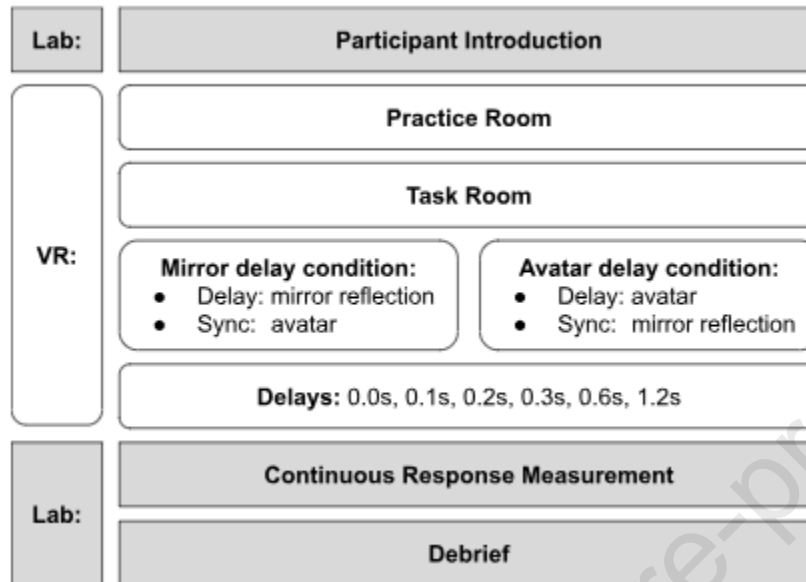 Lab:
Participant Introduction
VR:
Practice Room
Task Room
Mirror delay condition:
● Delay: mirror reflection
● Sync: avatar
Avatar delay condition:
● Delay: avatar
● Sync: mirror reflection
Delays: 0.0s, 0.1s, 0.2s, 0.3s, 0.6s, 1.2s
Lab:
Continuous Response Measurement
Debrief
re-pr